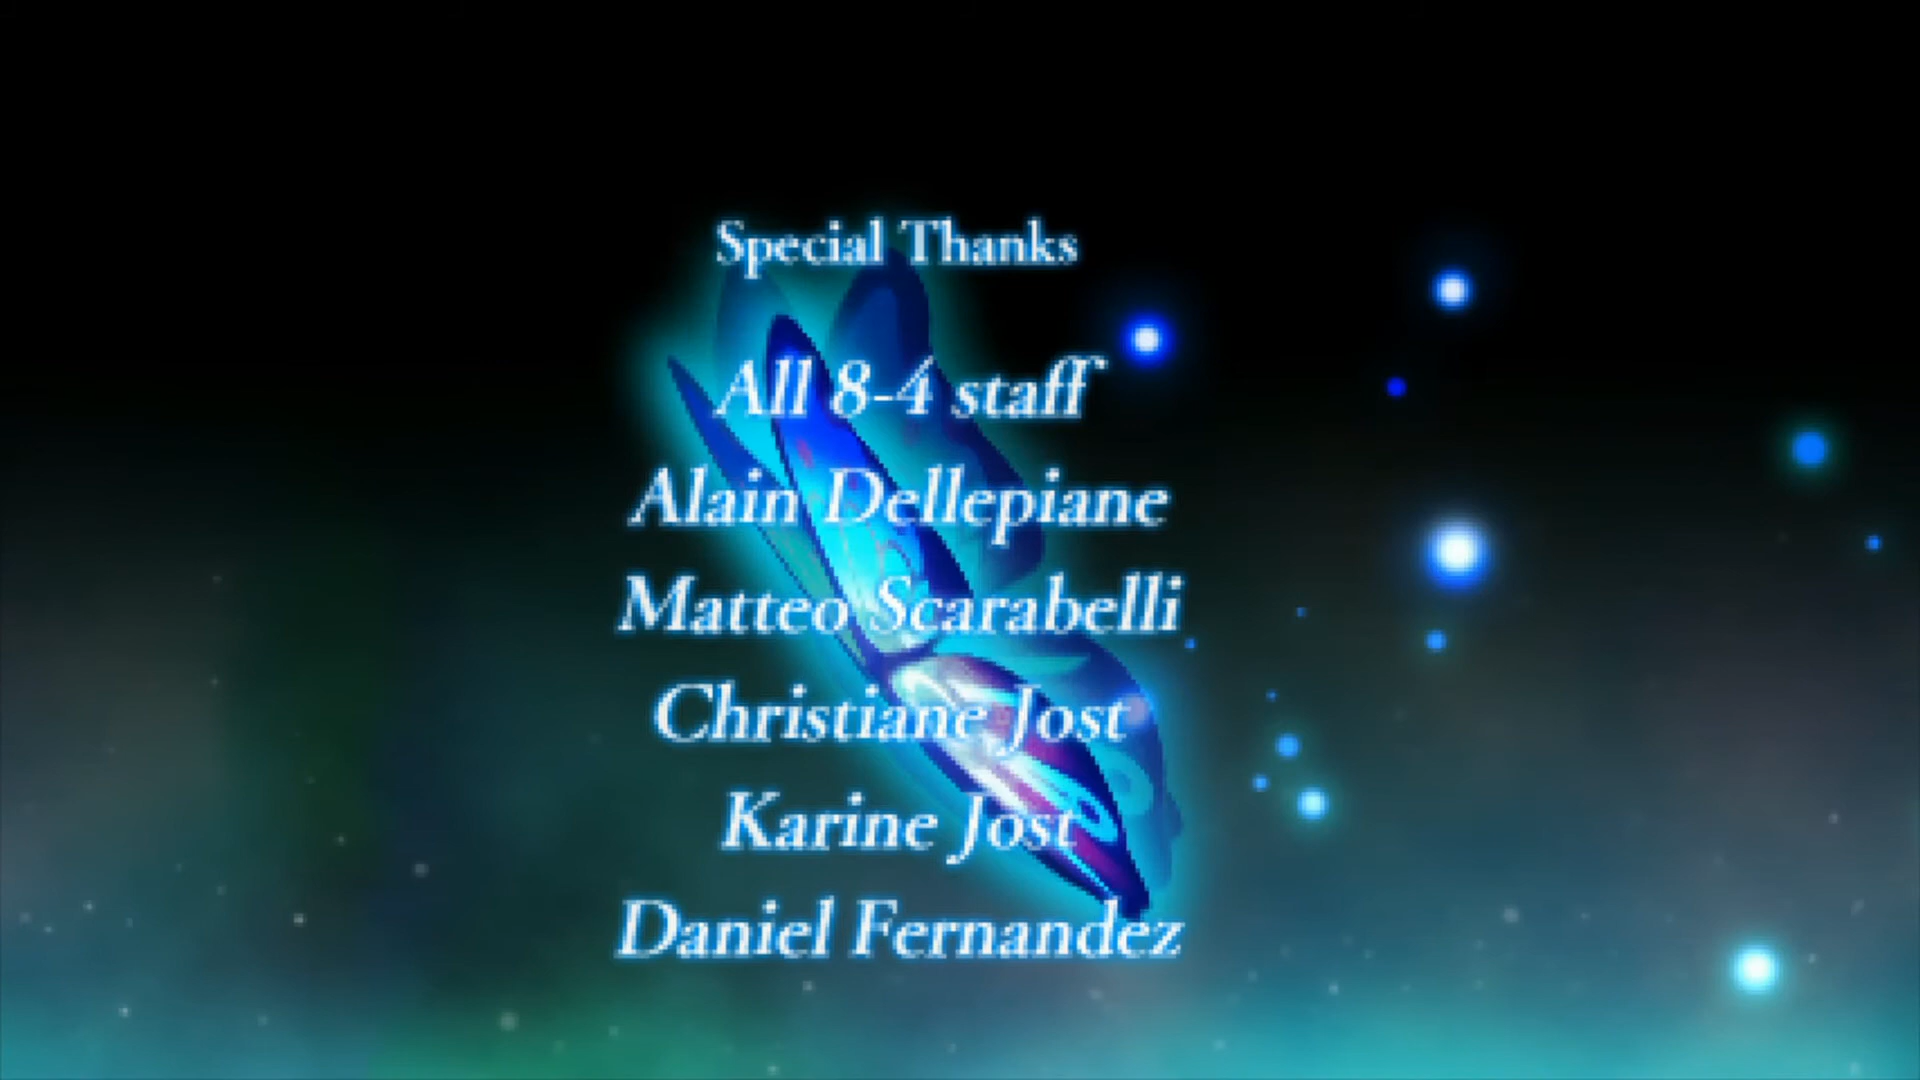 Special Thanks
All 8-4 staff
Alain Dellepiane
Matteo Scarabelli
Christiane Jost
Karine Jost
Daniel Fernandez